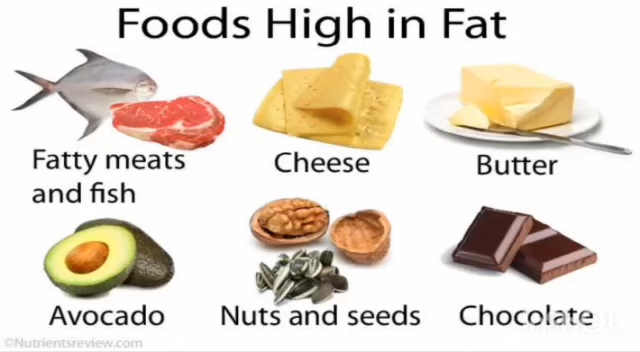 Foods High in Fat
Fatty meats
and fish
Cheese
Butter
Avocado
Nuts and seeds
Chocolate
©Nutrientsreview.com